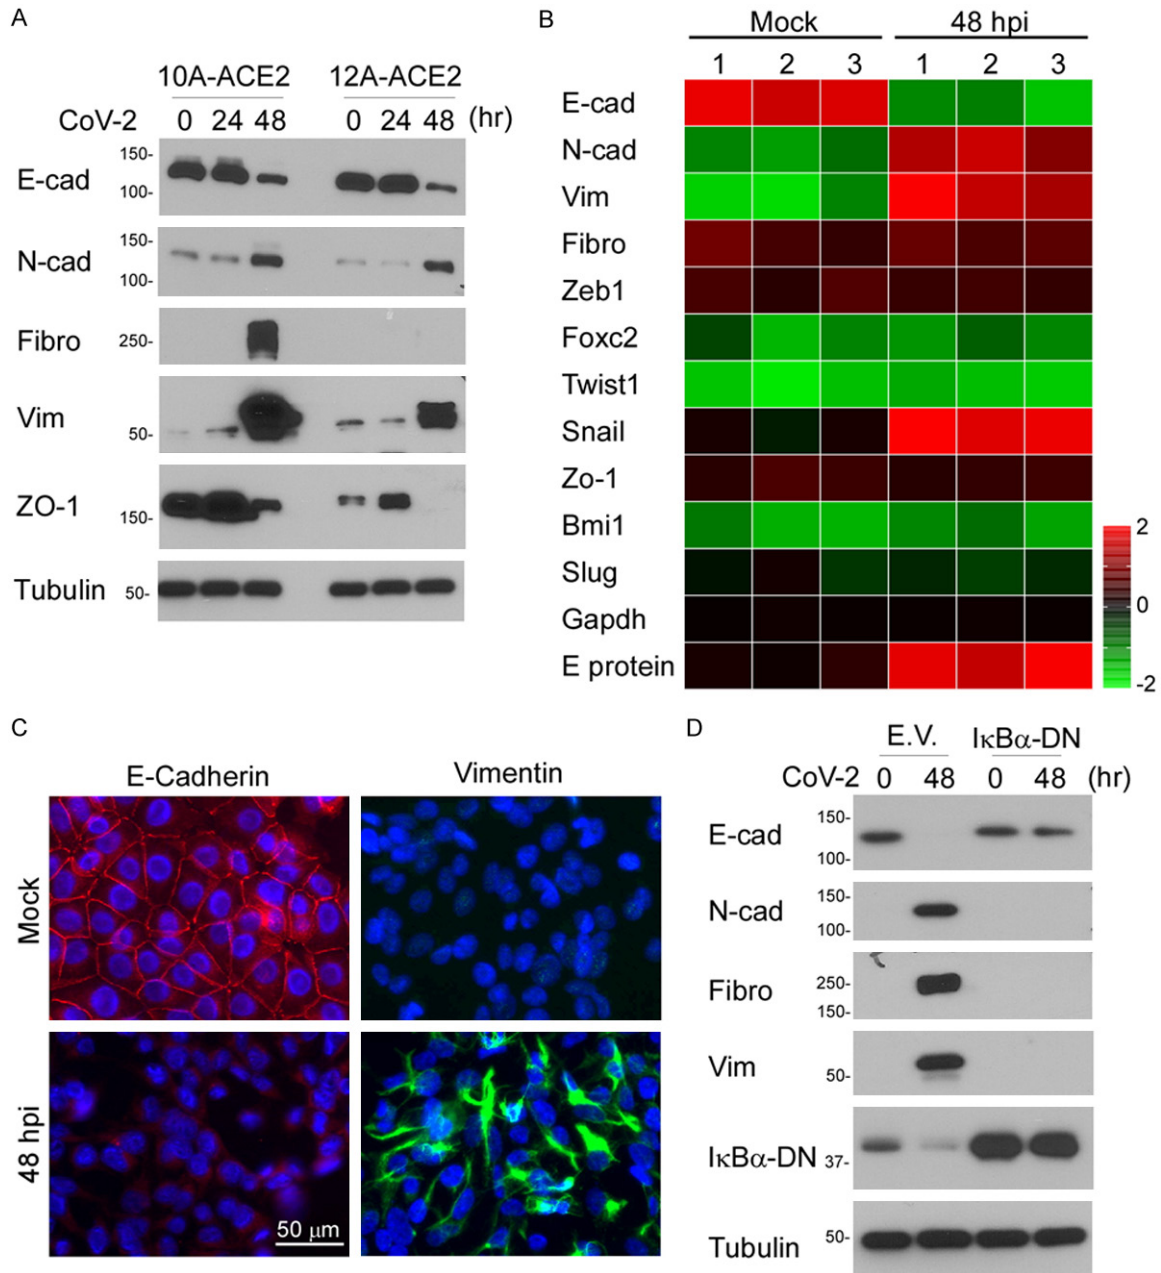 A
10A-ACE2 12A-ACE2
CoV-2 0 24 48 0 24 48 (hr)
E-cad 150- 100-
N-cad 150- 100-
Fibro 250-
Vim 50-
ZO-1 150-
Tubulin 50-
B
Mock 48 hpi
1 2 3 1 2 3
E-cad
N-cad
Vim
Fibro
Zeb1
Foxc2
Twist1
Snail
Zo-1
Bmi1
Slug
Gapdh
E protein
2
0
-2
C
E-Cadherin Vimentin
Mock
48 hpi
50 μm
D
E.V. IκBα-DN
CoV-2 0 48 0 48 (hr)
E-cad 150- 100-
N-cad 150- 100-
Fibro 250- 150-
Vim 50-
IκBα-DN 37-
Tubulin 50-